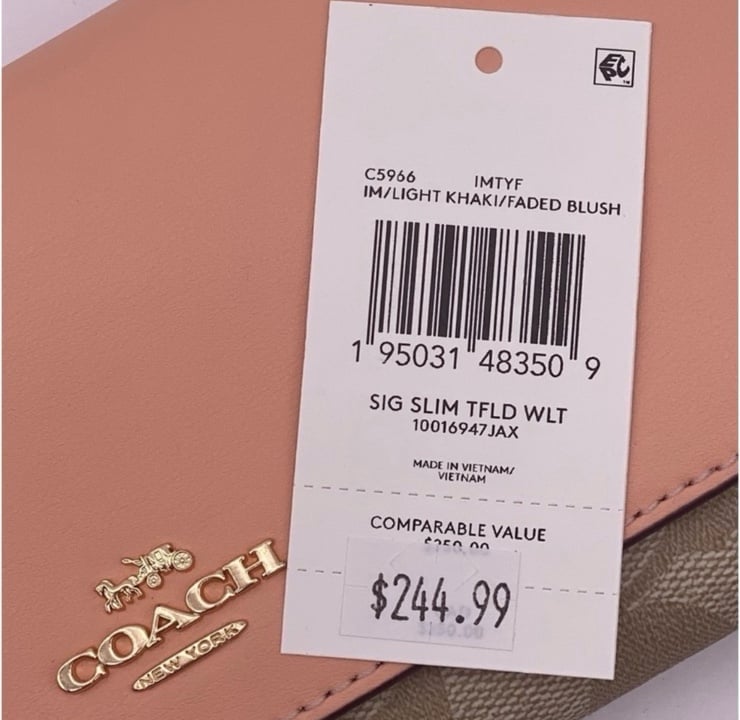 EPC
C5966 IMTYF
IM/LIGHT KHAKI/FADED BLUSH
1 95031 48350 9
SIG SLIM TFLD WLT
10016947JAX
MADE IN VIETNAM/
VIETNAM
COMPARABLE VALUE
$244.99
COACH
NEW YORK